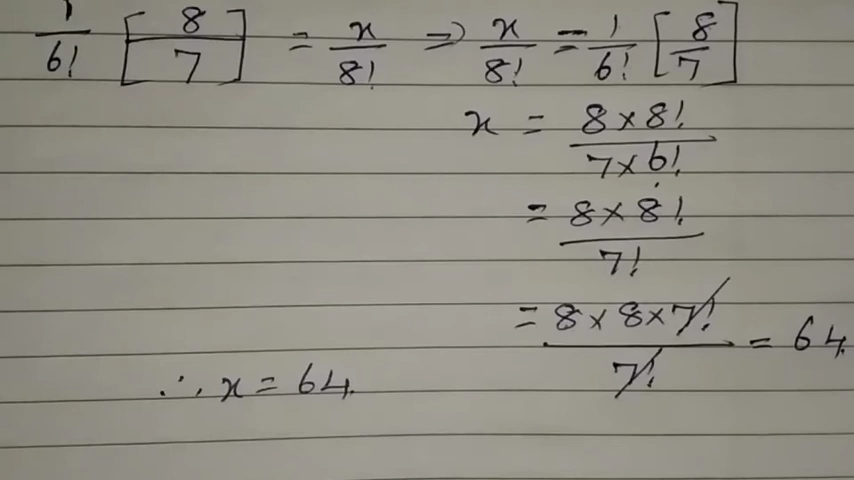 1/6! [8/7] = x/8! ⇒ x/8! = 1/6! [8/7]
x = 8×8!/7×6!
= 8×8!/7!
= 8×8×7!/7! = 64.
∴ x = 64.